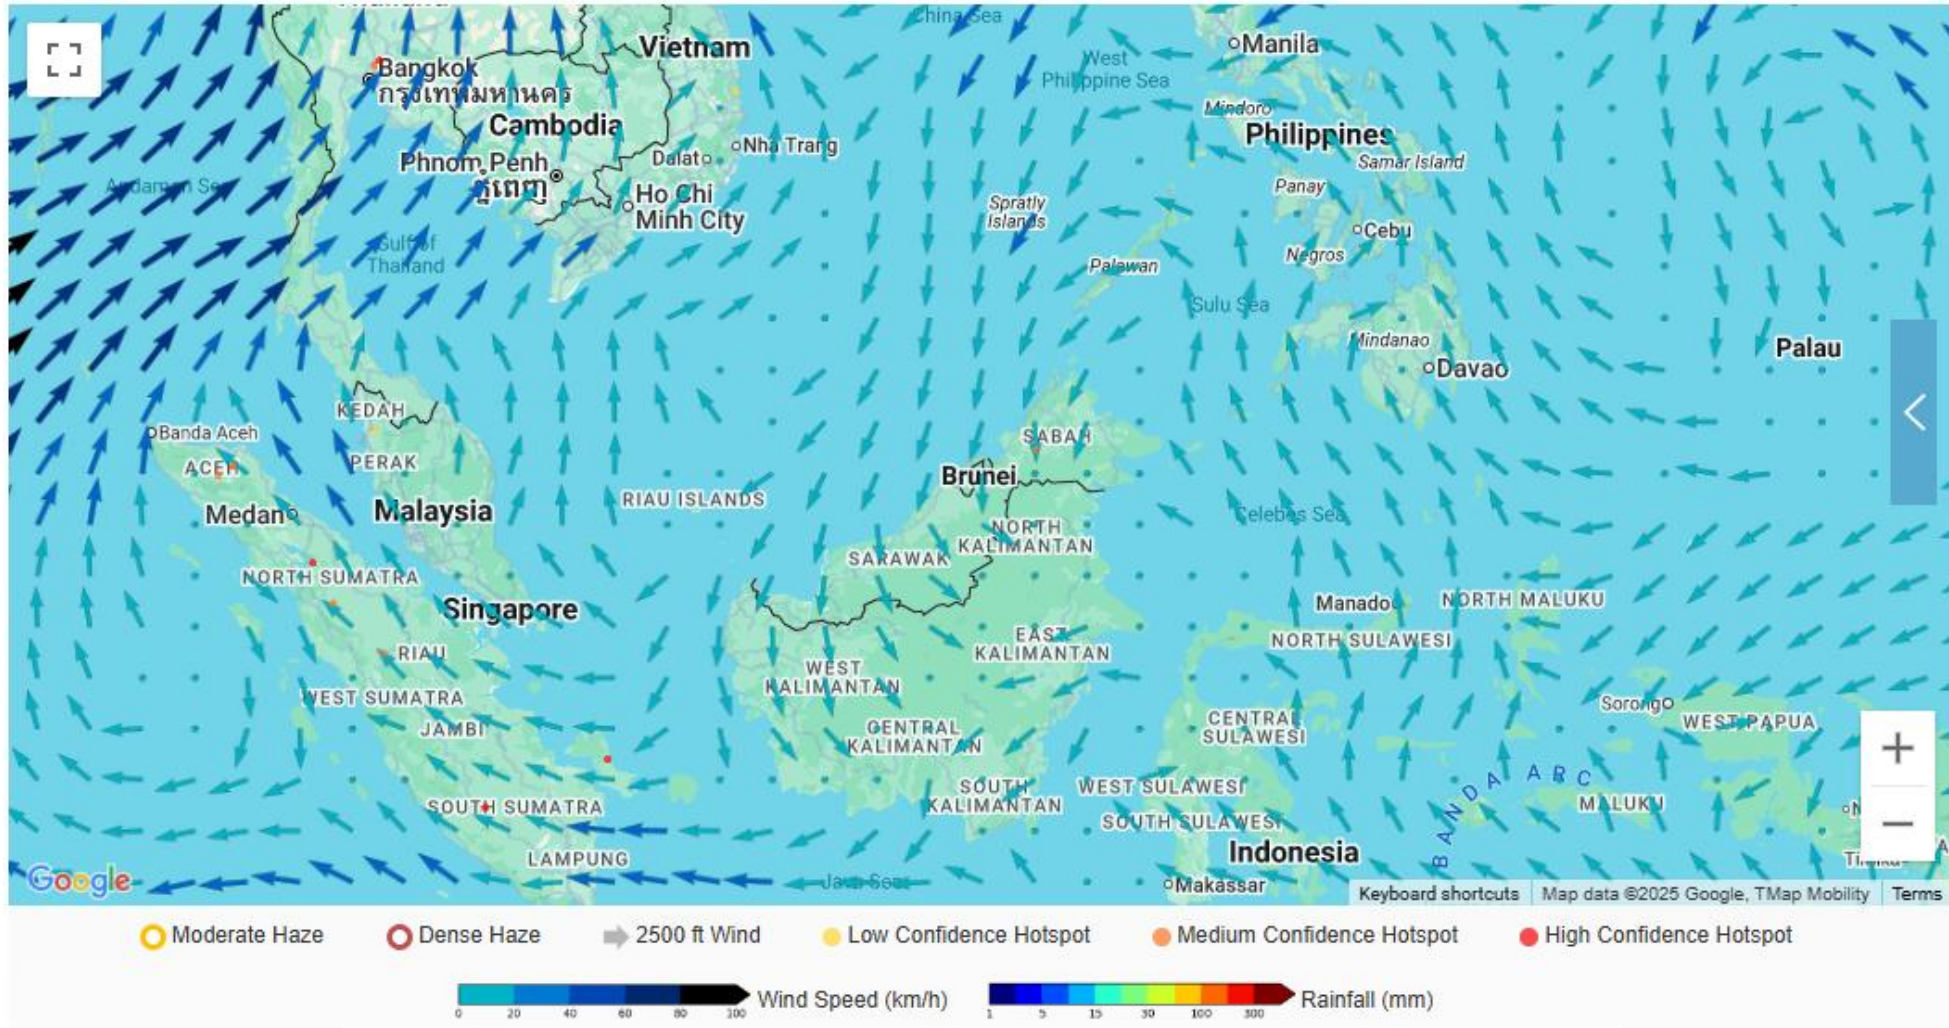 China Sea
Vietnam
West
Philippine Sea
Manila
Bangkok
กรุงเทพมหานคร
Mindoro
Cambodia
Philippines
Nha Trang
Dalat
Phnom Penh
ភ្នំពេញ
Samar Island
Andaman Se
Panay
Ho Chi
Minh City
Spratly
Islands
Cebu
Gulf of
Thailand
Negros
Palawan
Sulu Sea
Mindanao
Palau
Davao
KEDAH
Banda Aceh
SABAH
ACEH
PERAK
Brunei
RIAU ISLANDS
Medan
Malaysia
Celebes Sea
NORTH
KALIMANTAN
SARAWAK
NORTH SUMATRA
Singapore
Manado
NORTH MALUKU
EAST
KALIMANTAN
NORTH SULAWESI
RIAU
WEST
KALIMANTAN
WEST SUMATRA
Sorong
WEST PAPUA
JAMBI
CENTRAL
KALIMANTAN
CENTRAL
SULAWESI
BANDA ARC
SOUTH
KALIMANTAN
WEST SULAWESI
MALUKU
SOUTH SUMATRA
SOUTH SULAWESI
LAMPUNG
Indonesia
Google
Java Sea
Makassar
Keyboard shortcuts
Map data ©2025 Google, TMap Mobility
Terms
Moderate Haze
Dense Haze
2500 ft Wind
Low Confidence Hotspot
Medium Confidence Hotspot
High Confidence Hotspot
0 20 40 60 80 100
Wind Speed (km/h)
1 5 15 30 100 300
Rainfall (mm)